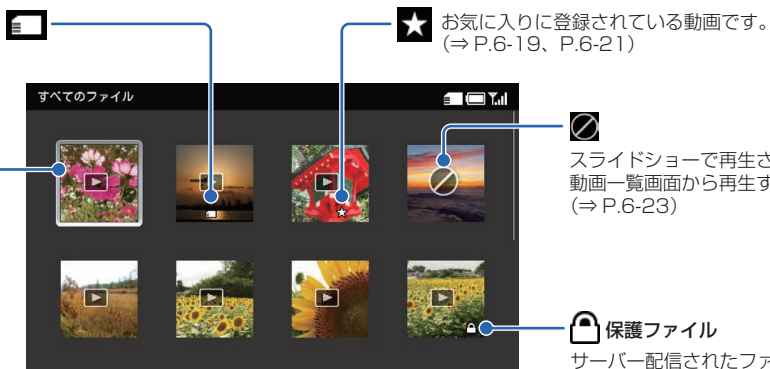 お気に入りに登録されている動画です。
(⇒ P.6-19、P.6-21)
すべてのファイル
スライドショーで再生さ
動画一覧画面から再生す
(⇒ P.6-23)
保護ファイル
サーバー配信されたファ